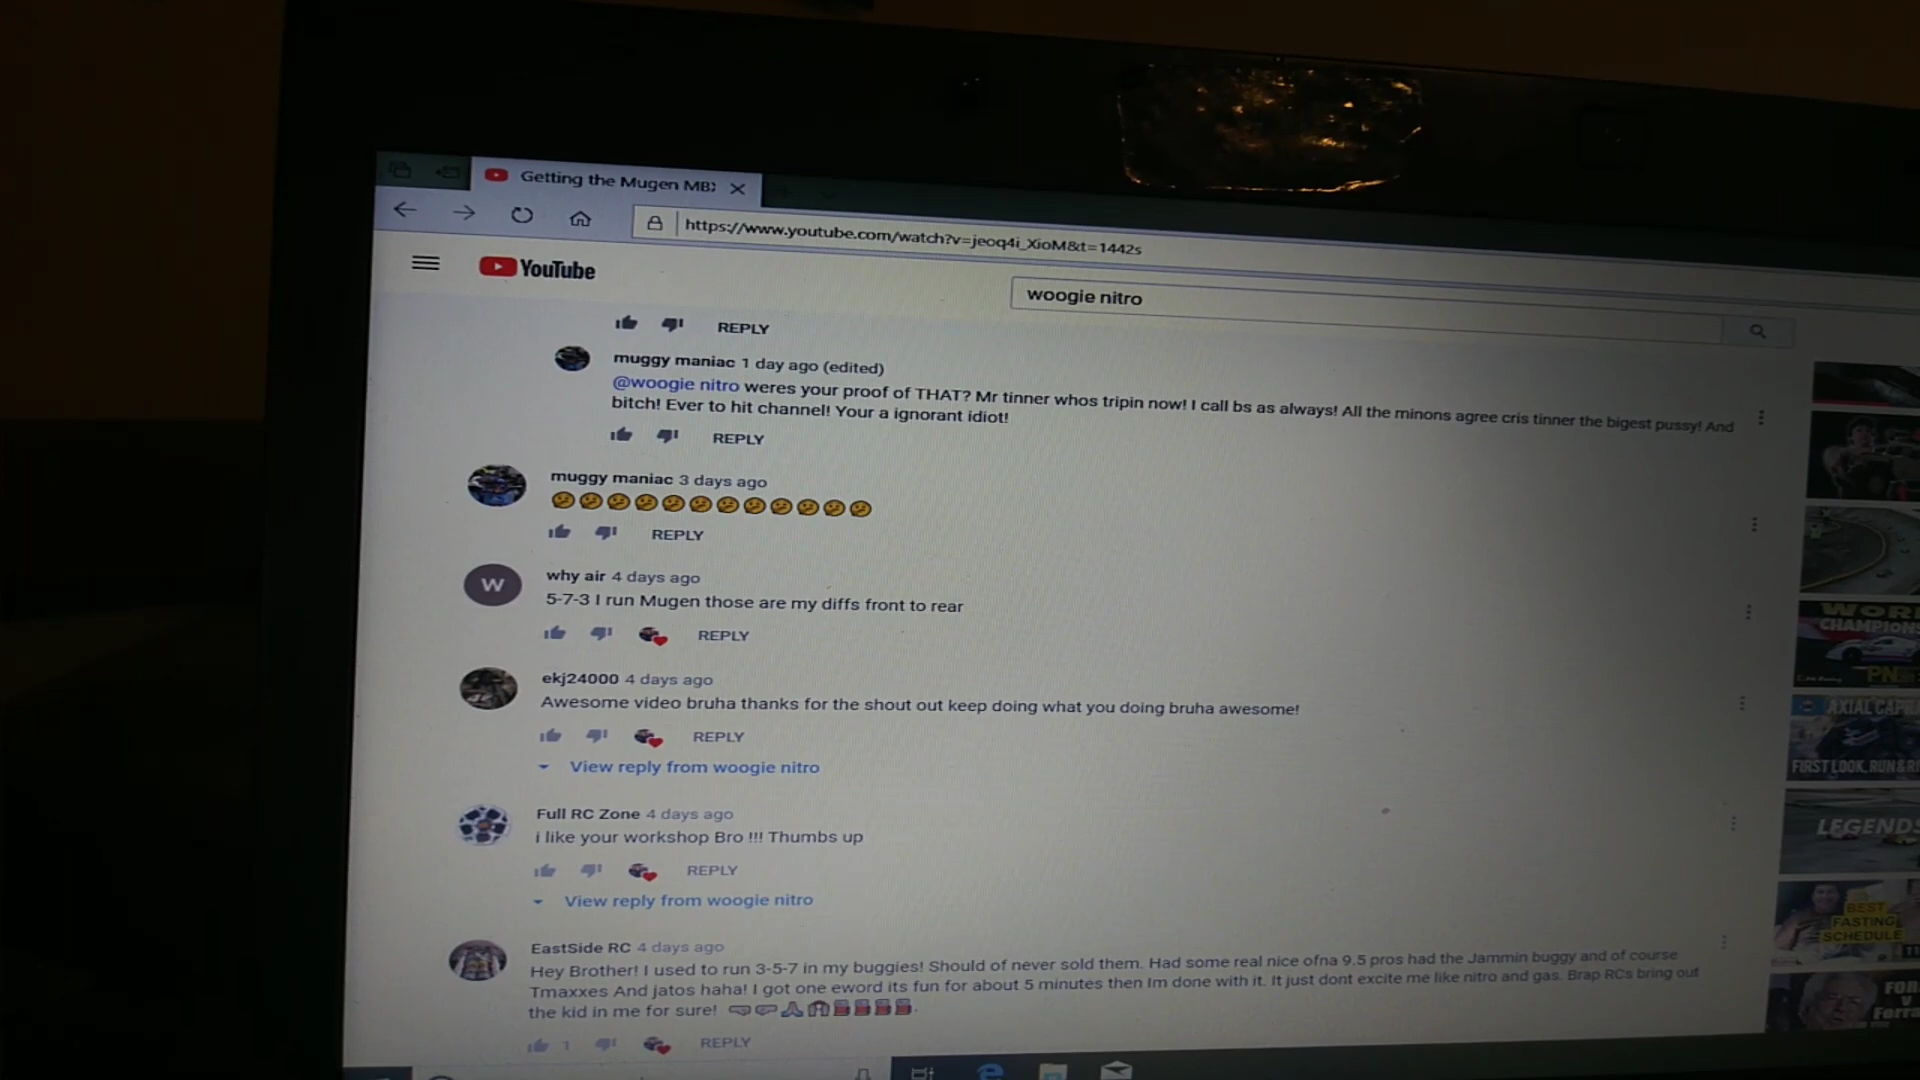 Getting the Mugen MB
https://www.youtube.com/watch?v=jeoq4i_XioM&t=1442s
YouTube
woogie nitro
REPLY
muggy maniac 1 day ago (edited)
@woogie nitro weres your proof of THAT? Mr tinner whos tripin now! I call bs as always! All the minons agree cris tinner the bigest pussy! And
bitch! Ever to hit channel! Your a ignorant idiot!
REPLY
muggy maniac 3 days ago
REPLY
W
why air 4 days ago
5-7-3 I run Mugen those are my diffs front to rear
REPLY
ekj24000 4 days ago
Awesome video bruha thanks for the shout out keep doing what you doing bruha awesome!
REPLY
View reply from woogie nitro
Full RC Zone 4 days ago
i like your workshop Bro !!! Thumbs up
REPLY
View reply from woogie nitro
EastSide RC 4 days ago
Hey Brother! I used to run 3-5-7 in my buggies! Should of never sold them. Had some real nice ofna 9.5 pros had the Jammin buggy and of course
Tmaxxes And jatos haha! I got one eword its fun for about 5 minutes then Im done with it. It just dont excite me like nitro and gas. Brap RCs bring out
the kid in me for sure!
1 REPLY
WOR
CHAMPION
PN
AXIAL CAPRA
FIRST LOOK, RUN & R
LEGENDS
BEST
FASTING
SCHEDULE
FOR
V
Ferra